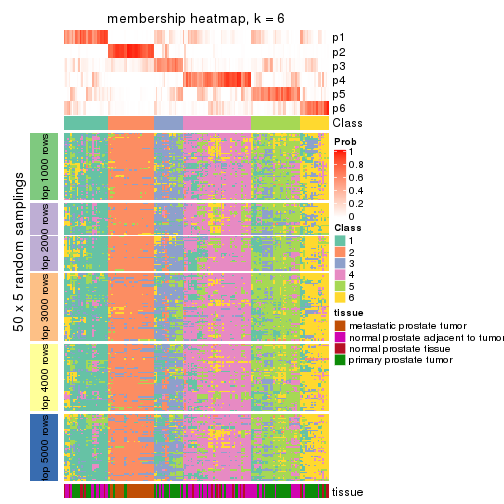 membership heatmap, k = 6
p1
p2
p3
p4
p5
p6
Class
50 x 5 random samplings
top 1000 rows
top 2000 rows
top 3000 rows
top 4000 rows
top 5000 rows
Prob
1
0.8
0.6
0.4
0.2
0
Class
1
2
3
4
5
6
tissue
metastatic prostate tumor
normal prostate adjacent to tumor
normal prostate tissue
primary prostate tumor
tissue